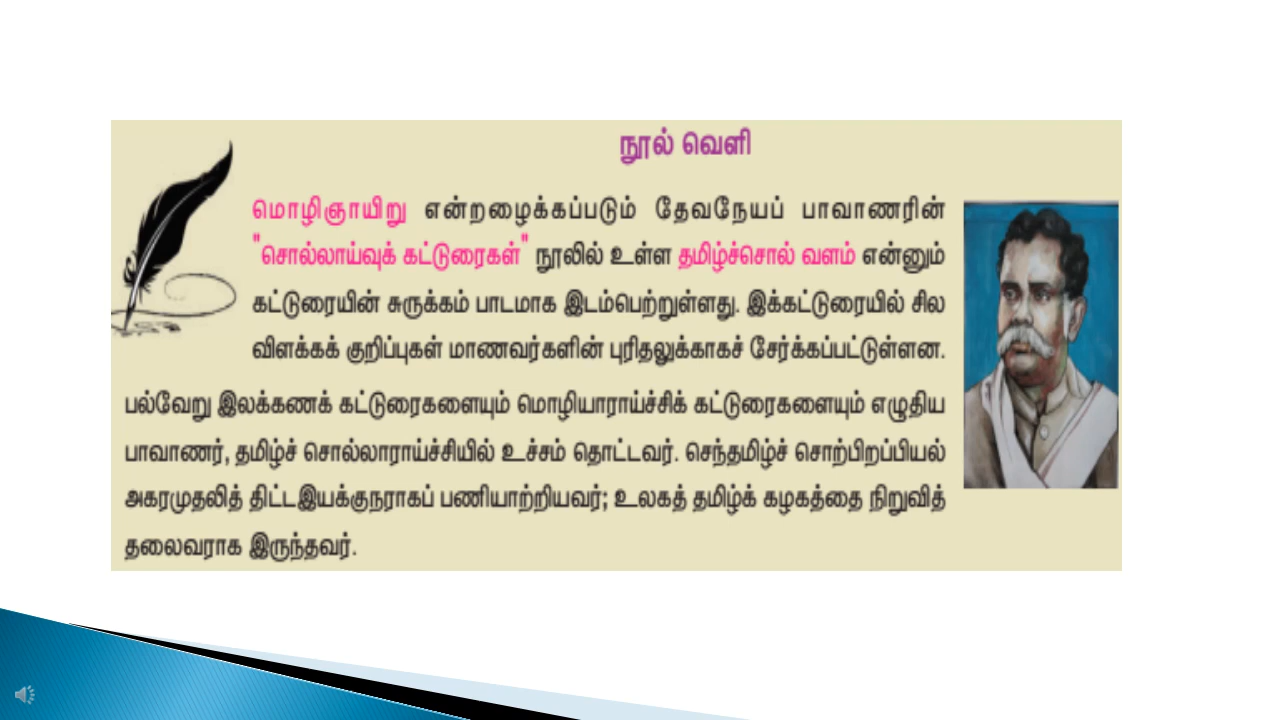 நூல் வெளி
மொழிஞாயிறு என்றழைக்கப்படும் தேவநேயப் பாவாணரின்
"சொல்லாய்வுக் கட்டுரைகள்" நூலில் உள்ள தமிழ்ச்சொல் வளம் என்னும்
கட்டுரையின் சுருக்கம் பாடமாக இடம்பெற்றுள்ளது. இக்கட்டுரையில் சில
விளக்கக் குறிப்புகள் மாணவர்களின் புரிதலுக்காகச் சேர்க்கப்பட்டுள்ளன.
பல்வேறு இலக்கணக் கட்டுரைகளையும் மொழியாராய்ச்சிக் கட்டுரைகளையும் எழுதிய
பாவாணர், தமிழ்ச் சொல்லாராய்ச்சியில் உச்சம் தொட்டவர். செந்தமிழ்ச் சொற்பிறப்பியல்
அகரமுதலித் திட்டஇயக்குநராகப் பணியாற்றியவர்; உலகத் தமிழ்க் கழகத்தை நிறுவித்
தலைவராக இருந்தவர்.